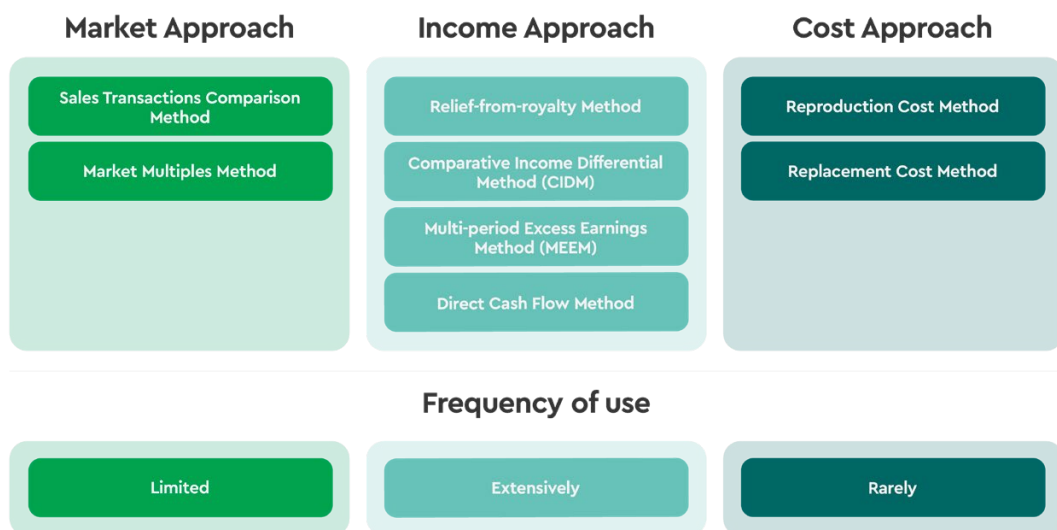 Market Approach
Income Approach
Cost Approach
Sales Transactions Comparison
Method
Market Multiples Method
Relief-from-royalty Method
Comparative Income Differential
Method (CIDM)
Multi-period Excess Earnings
Method (MEEM)
Direct Cash Flow Method
Reproduction Cost Method
Replacement Cost Method
Frequency of use
Limited
Extensively
Rarely